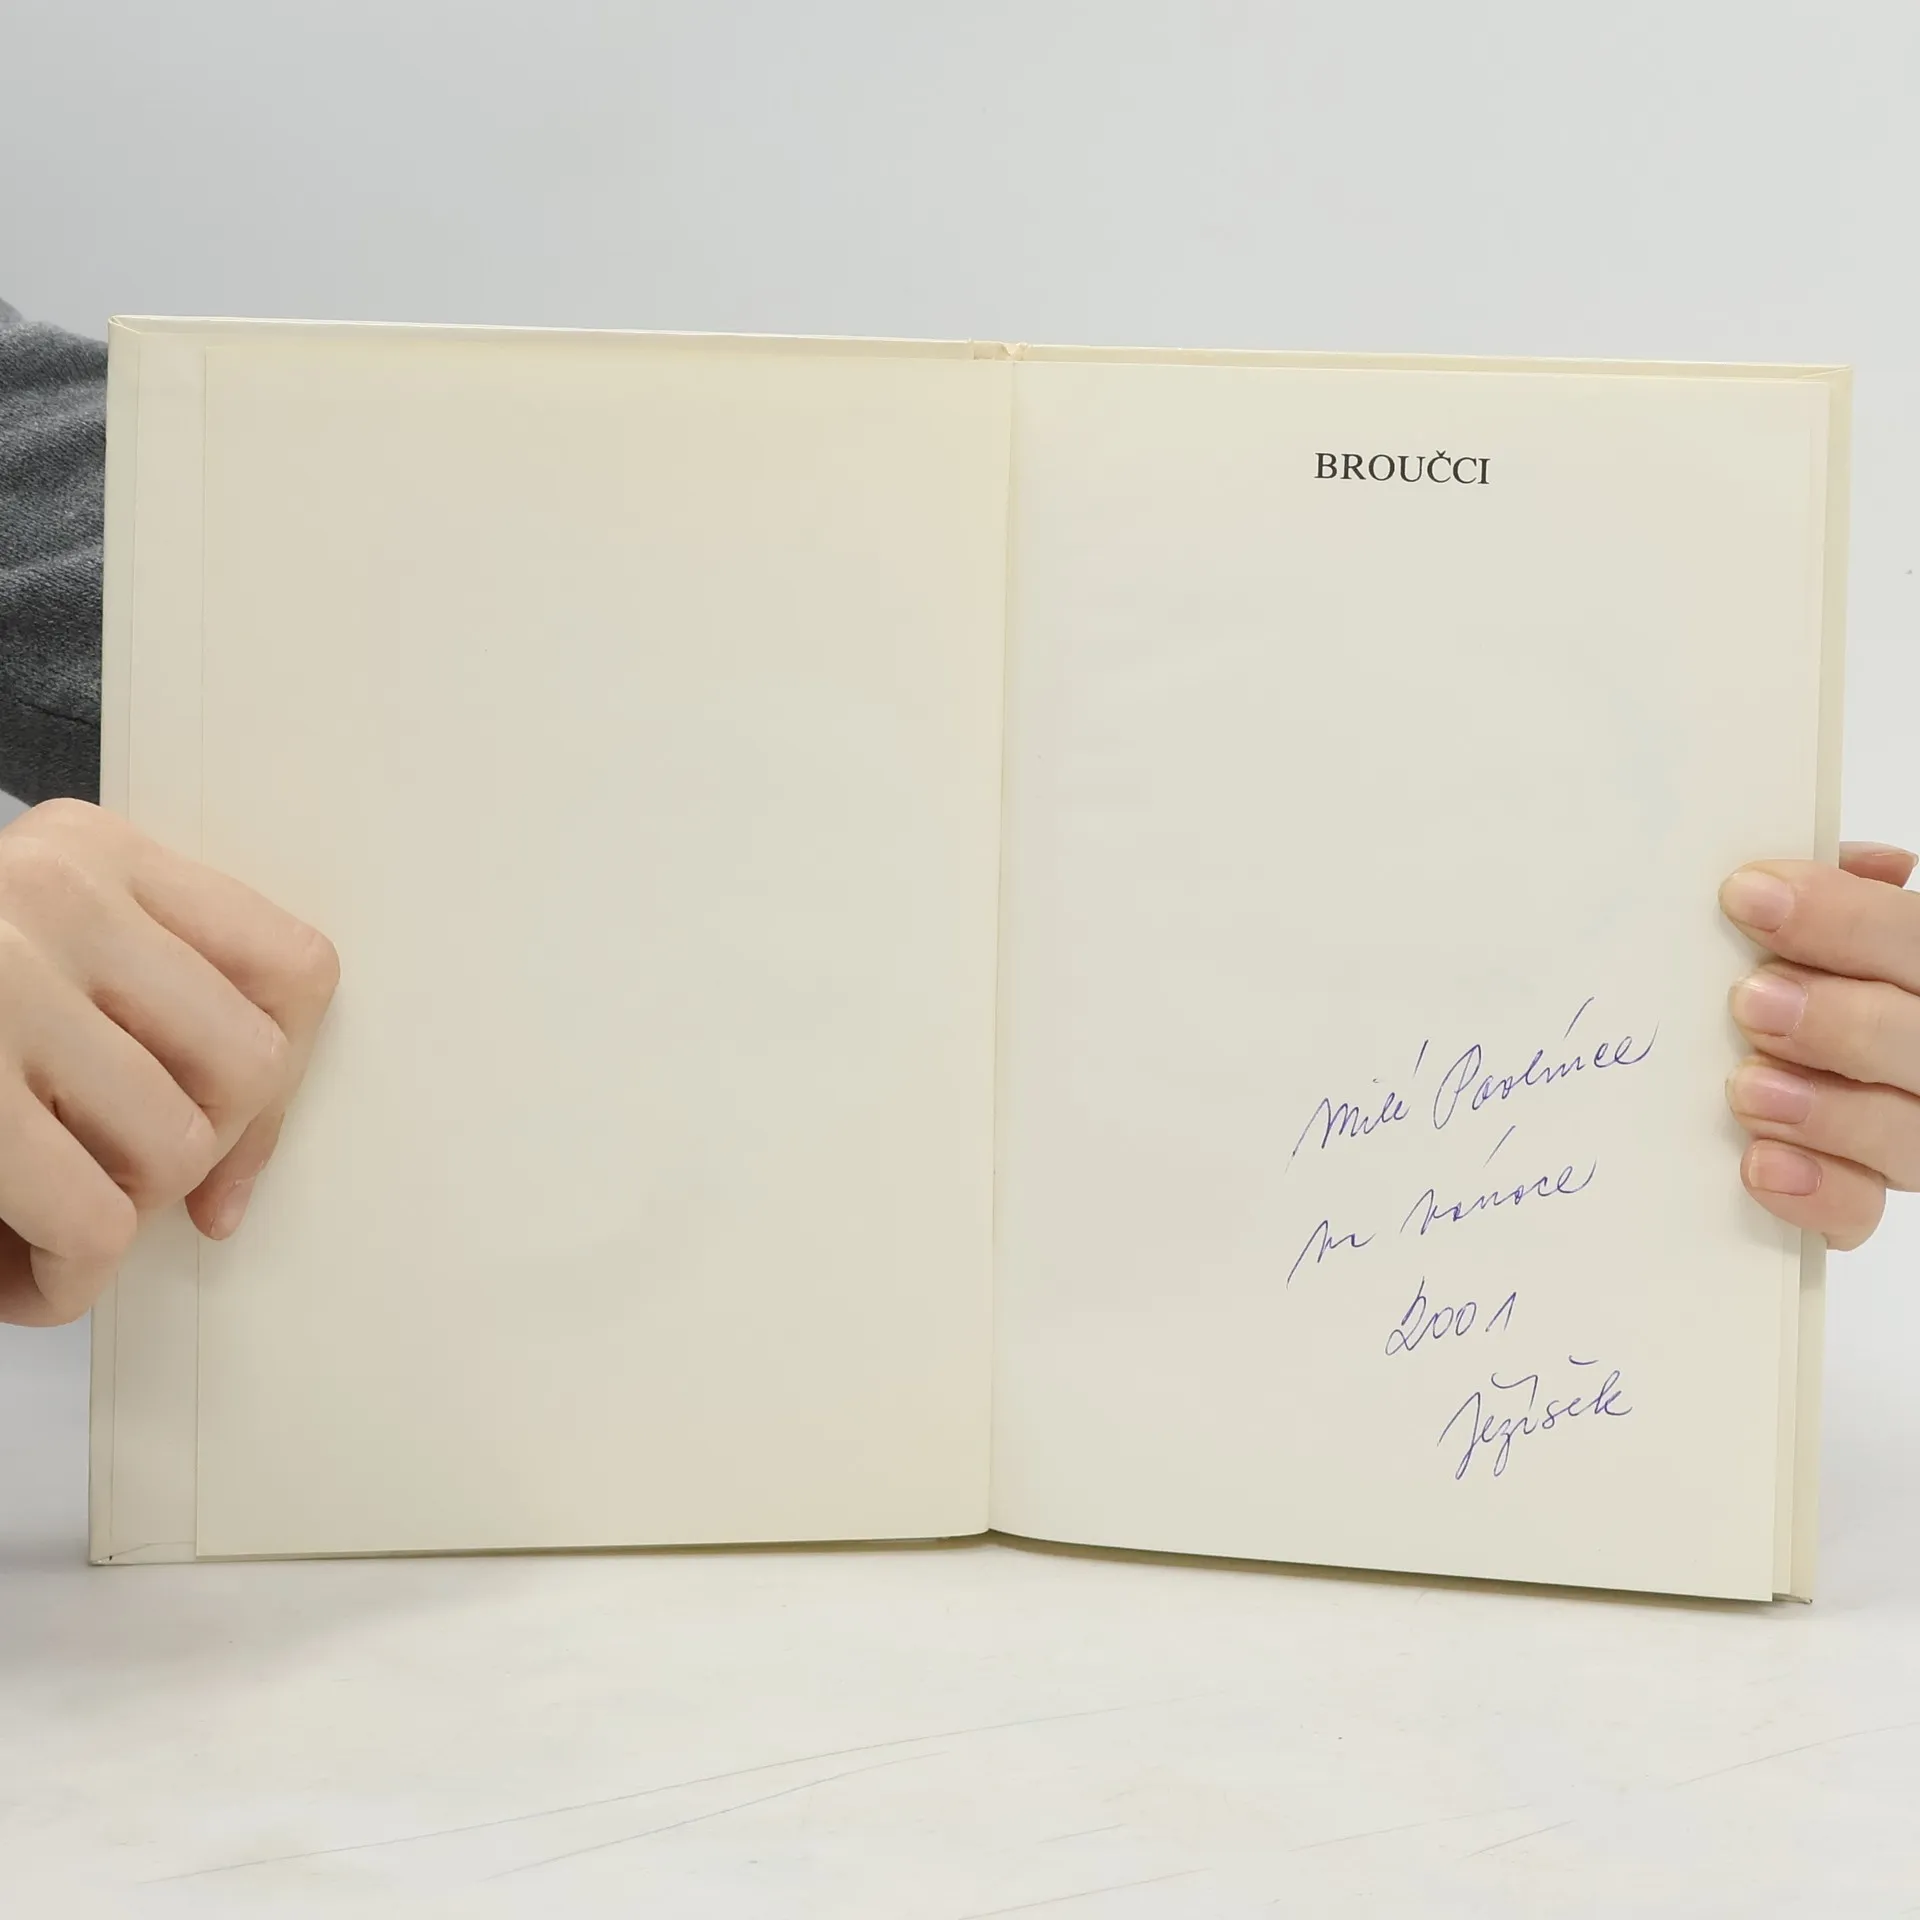 BROUČCI
Milé Pavlínce
na vánoce
2001
Ježíšek